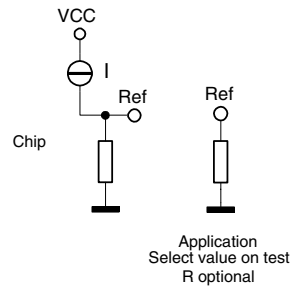 VCC
I
Ref
Ref
Chip
Application
Select value on test
R optional